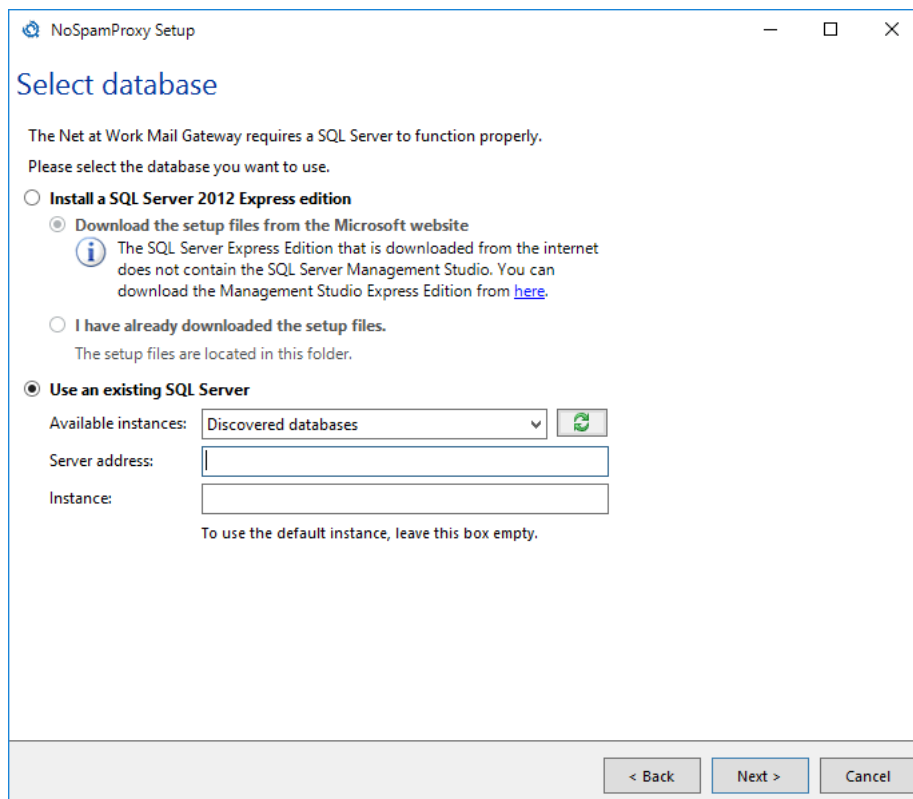 NoSpamProxy Setup
Select database
The Net at Work Mail Gateway requires a SQL Server to function properly.
Please select the database you want to use.
Install a SQL Server 2012 Express edition
Download the setup files from the Microsoft website
The SQL Server Express Edition that is downloaded from the internet
does not contain the SQL Server Management Studio. You can
download the Management Studio Express Edition from here.
I have already downloaded the setup files.
The setup files are located in this folder.
Use an existing SQL Server
Available instances: Discovered databases
Server address:
Instance:
To use the default instance, leave this box empty.
< Back Next > Cancel